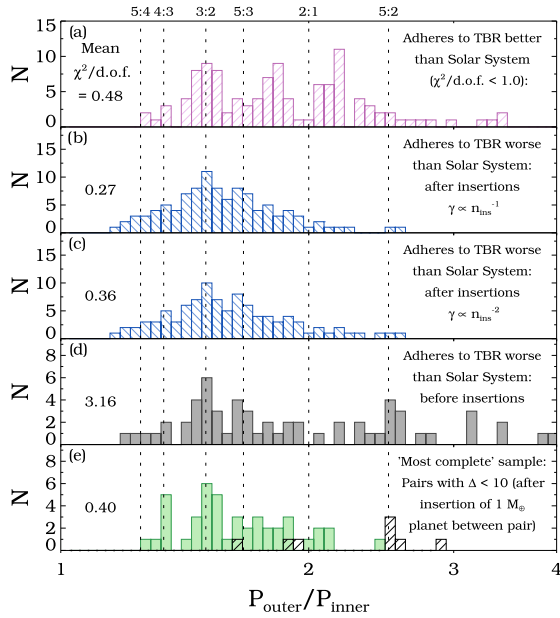 5:4 4:3 3:2 5:3 2:1 5:2
(a)
Mean
χ²/d.o.f.
= 0.48
Adheres to TBR better
than Solar System
(χ²/d.o.f. < 1.0):
N
15
10
5
0
(b)
0.27
Adheres to TBR worse
than Solar System:
after insertions
γ ∝ n_ins⁻¹
N
15
10
5
0
(c)
0.36
Adheres to TBR worse
than Solar System:
after insertions
γ ∝ n_ins⁻²
N
15
10
5
0
(d)
3.16
Adheres to TBR worse
than Solar System:
before insertions
N
8
6
4
2
0
(e)
0.40
'Most complete' sample:
Pairs with Δ < 10 (after
insertion of 1 M⊕
planet between pair)
N
8
6
4
2
0
1 2 3 4
P_outer/P_inner